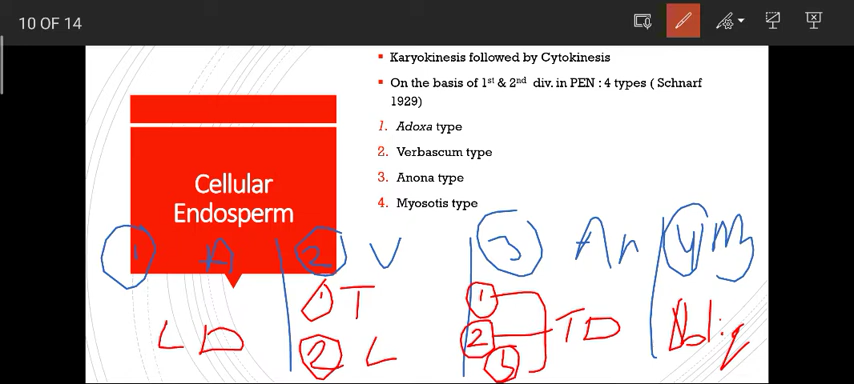 10 OF 14
Karyokinesis followed by Cytokinesis
On the basis of 1st & 2nd div. in PEN : 4 types ( Schnarf
1929)
1. Adoxa type
2. Verbascum type
3. Anona type
4. Myosotis type
Cellular
Endosperm
1 A 2 V 3 An 4 M
LD
1 T
2 L
1
2 TD
3
Obliq